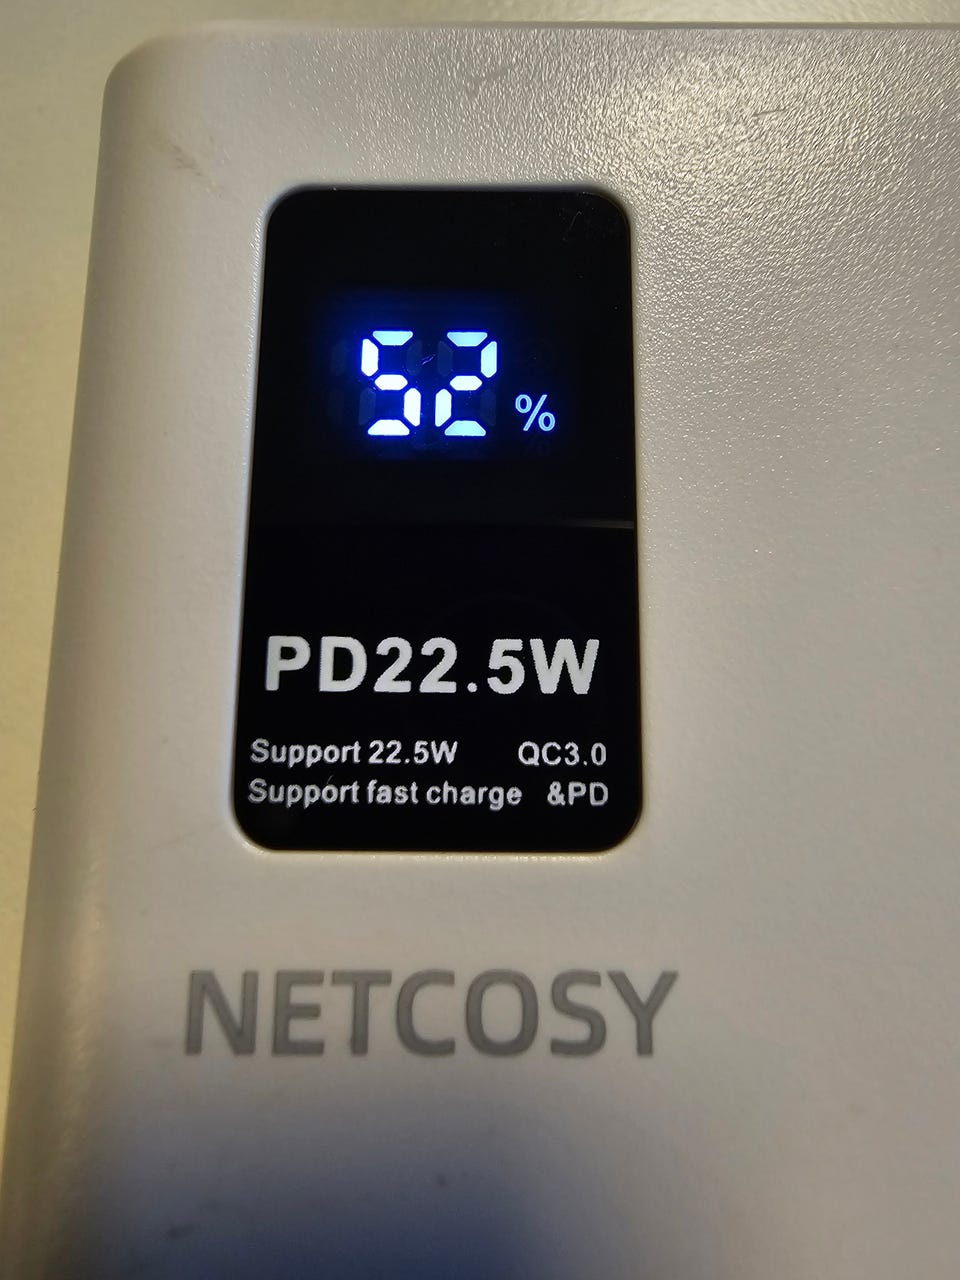 52%
PD22.5W
Support 22.5W QC3.0
Support fast charge &PD
NETCOSY